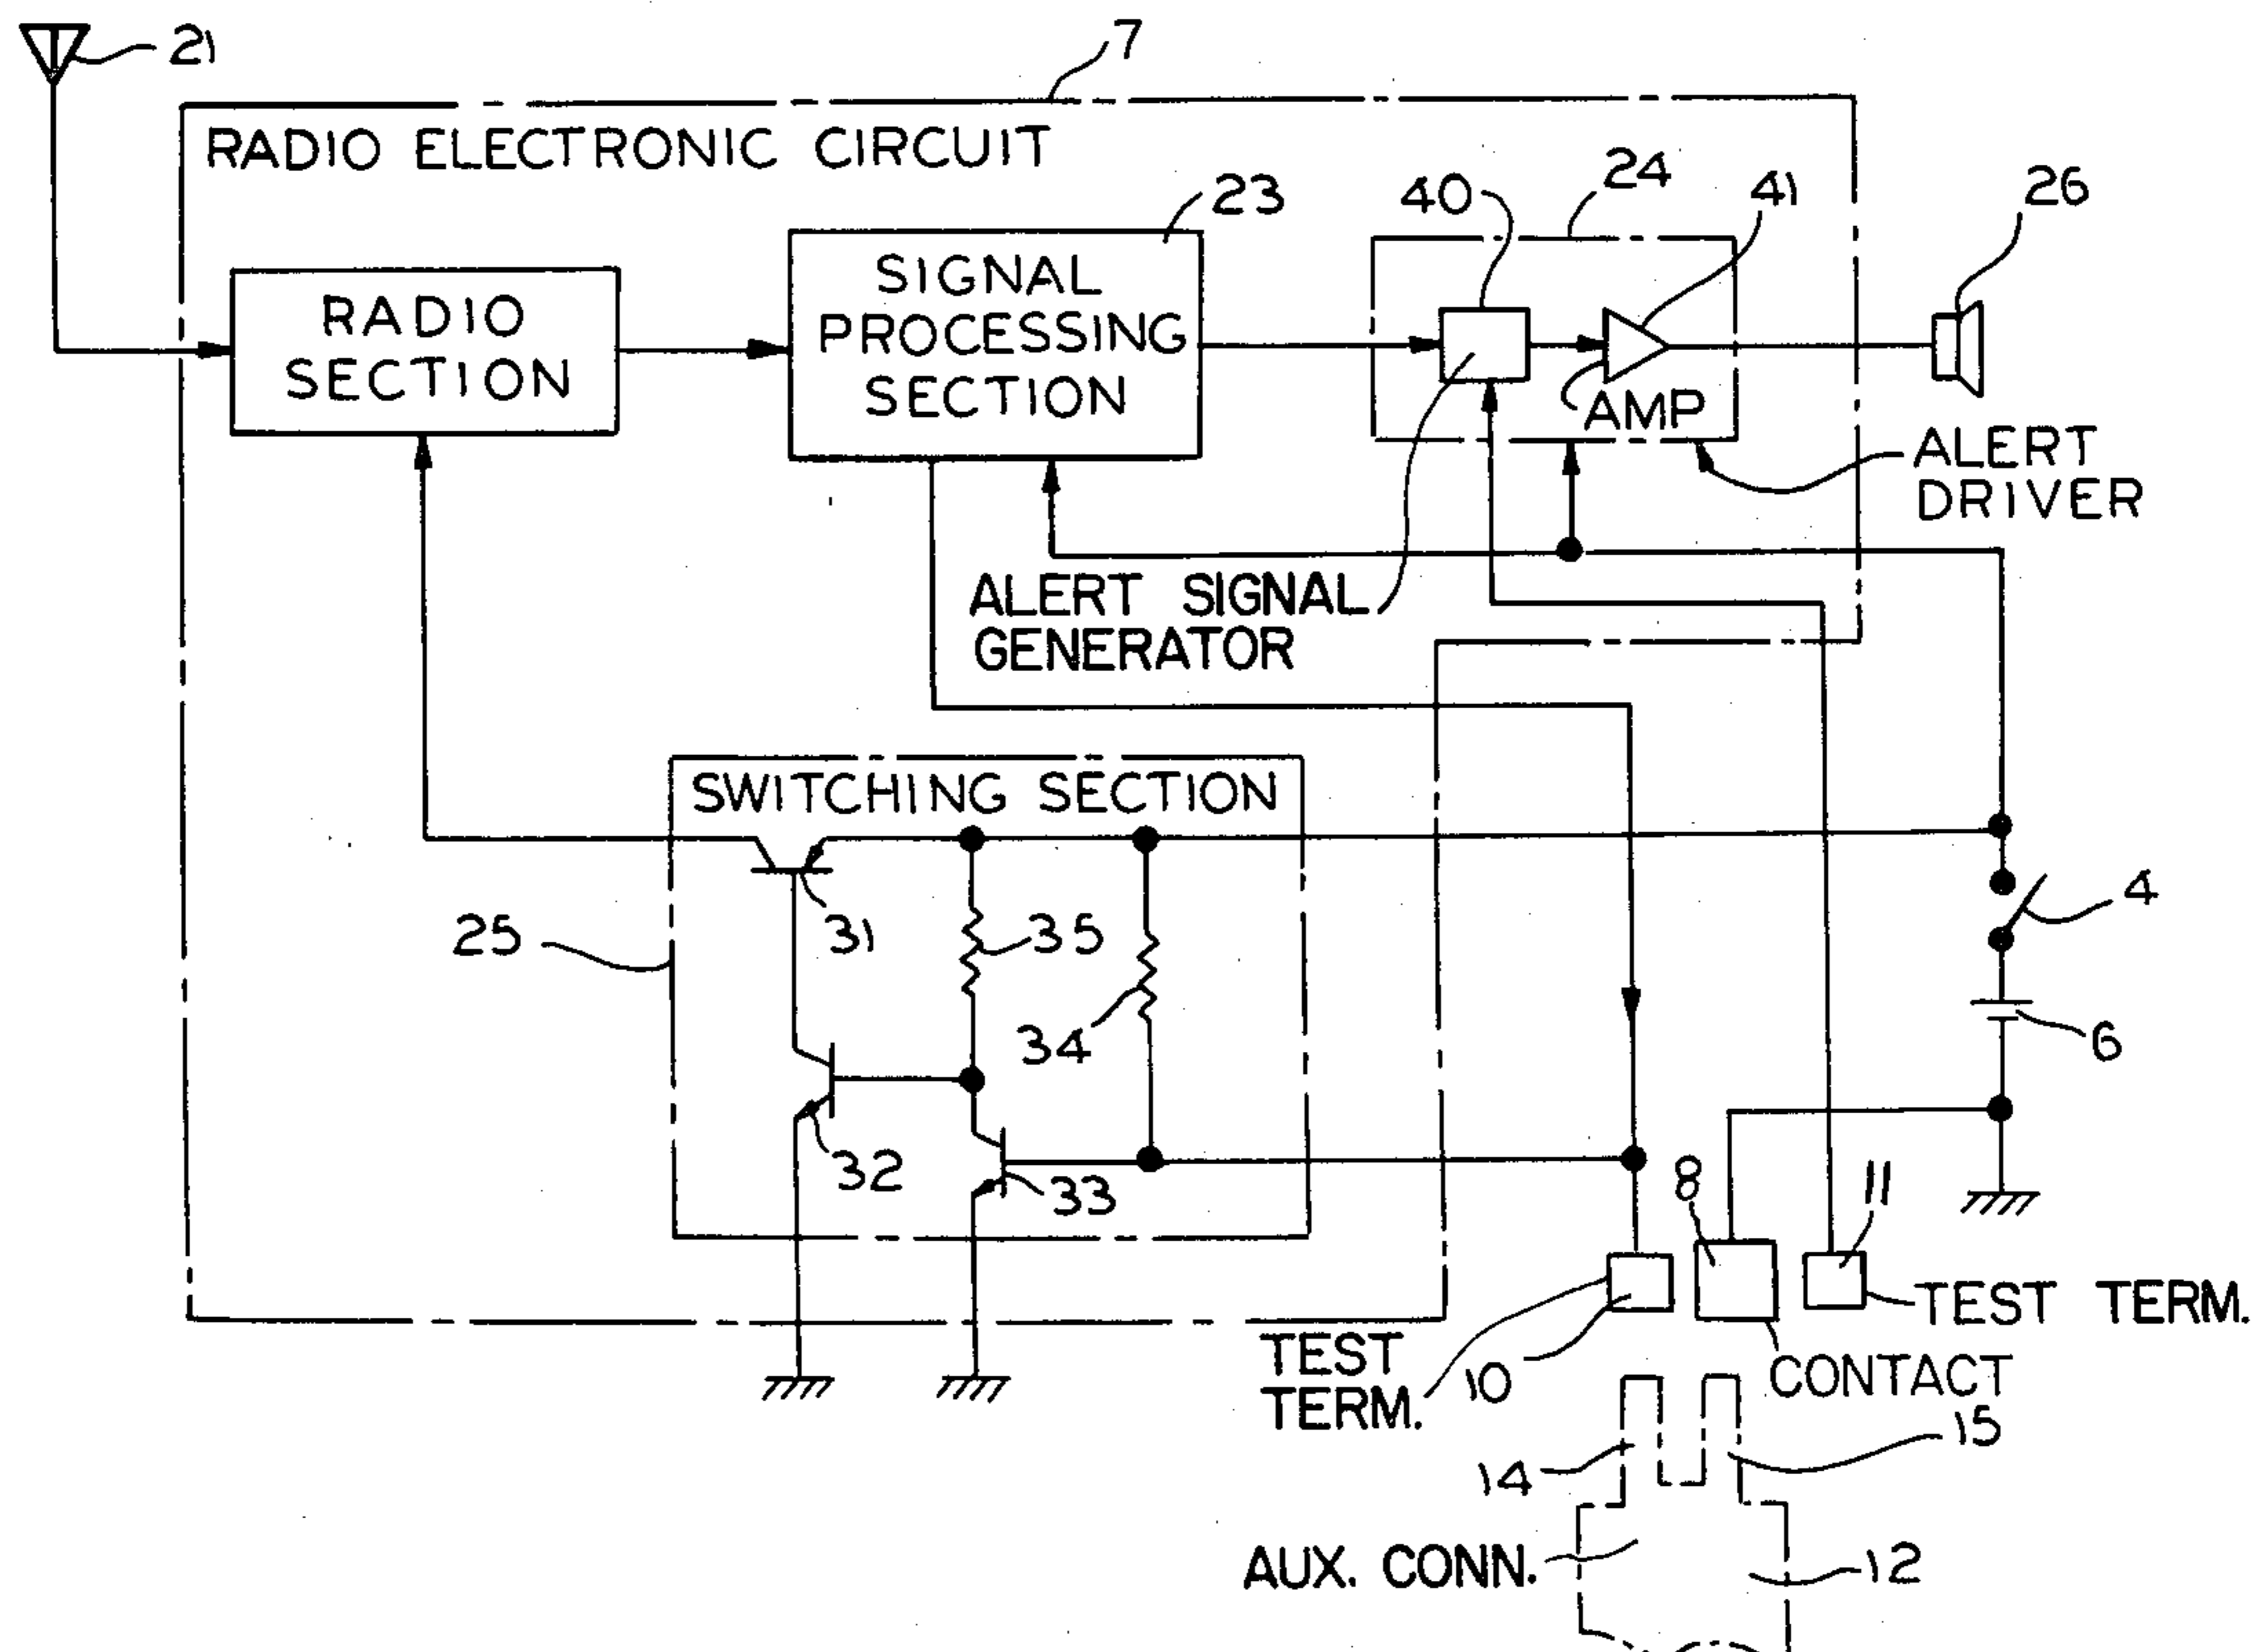 21
7
RADIO ELECTRONIC CIRCUIT
23
40
24
41
26
RADIO
SECTION
SIGNAL
PROCESSING
SECTION
AMP
ALERT
DRIVER
ALERT SIGNAL
GENERATOR
SWITCHING SECTION
31
35
25
34
4
6
32
33
8
11
TEST TERM.
TEST
TERM.
10
CONTACT
14
15
AUX. CONN.
12